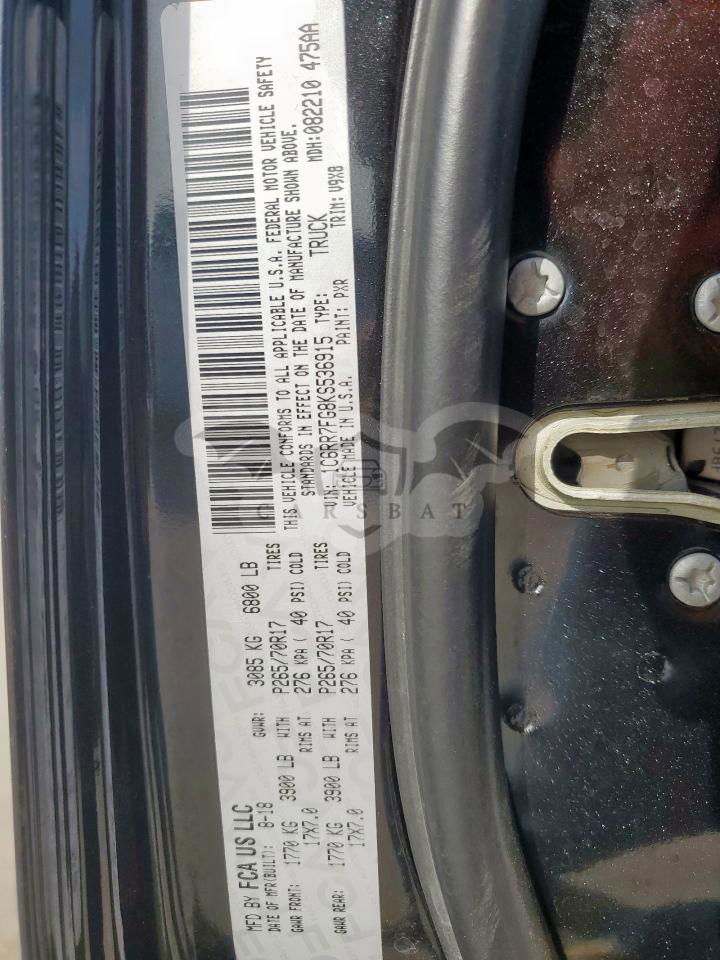 MFD BY FCA US LLC
DATE OF MFR(BUILT): 8-18 GVWR: 3085 KG 6800 LB
GAWR FRONT: 1770 KG 3900 LB WITH P265/70R17 TIRES
17X7.0 RIMS AT 276 KPA ( 40 PSI) COLD
GAWR REAR: 1770 KG 3900 LB WITH P265/70R17 TIRES
17X7.0 RIMS AT 276 KPA ( 40 PSI) COLD
THIS VEHICLE CONFORMS TO ALL APPLICABLE U.S.A. FEDERAL MOTOR VEHICLE SAFETY
STANDARDS IN EFFECT ON THE DATE OF MANUFACTURE SHOWN ABOVE.
VIN: 1C6RR7FG8KS536915 TYPE: TRUCK MDH:082210 475AA
VEHICLE MADE IN U.S.A. PAINT: PXR TRIM: V9X8
CARSBAT